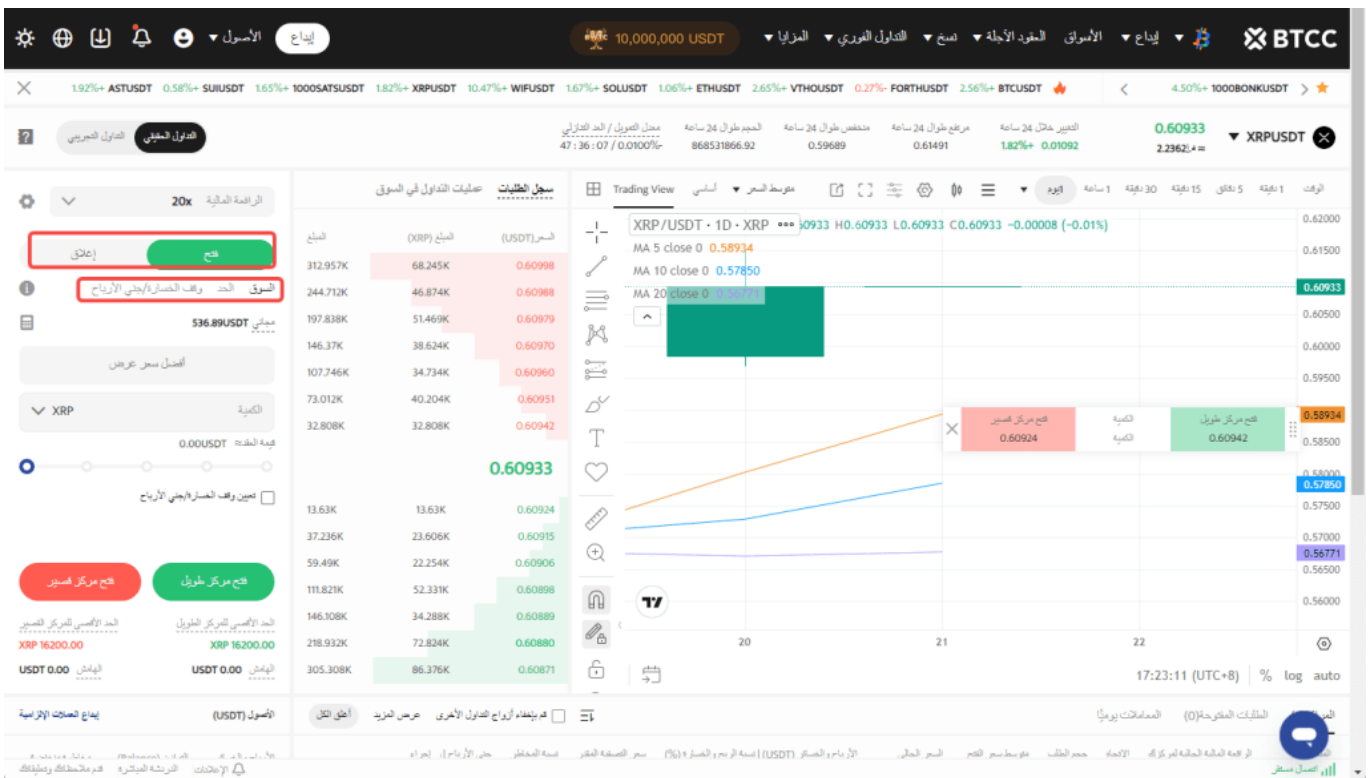 BTCC
إيداع
الأسواق
العقود الآجلة
نسخ
التداول الفوري
المزايا
10,000,000 USDT
إيداع
الأصول
4.50%+ 1000BONKUSDT
2.56%+ BTCUSDT
0.27%- FORTHUSDT
2.65%+ VTHOUSDT
1.06%+ ETHUSDT
1.67%+ SOLUSDT
10.47%+ WIFUSDT
1.82%+ XRPUSDT
1.65%+ 1000SATSUSDT
0.58%+ SUIUSDT
1.92%+ ASTUSDT
XRPUSDT
0.60933
التغيير خلال 24 ساعة
1.82%+ 0.01092
مرتفع طوال 24 ساعة
0.61491
منخفض طوال 24 ساعة
0.59689
الحجم طوال 24 ساعة
868531866.92
معدل التمويل / العد التنازلي
47 : 36 : 07 / 0.0100%-
التداول الحقيقي
التداول التجريبي
الوقت 1 دقيقة 5 دقائق 15 دقيقة 30 دقيقة 1 ساعة 1يوم
متوسط السعر
أساسي
Trading View
XRP/USDT · 1D · XRP
60933 H0.60933 L0.60933 C0.60933 −0.00008 (−0.01%)
MA 5 close 0 0.58934
MA 10 close 0 0.57850
MA 20 close 0 0.56771
0.62000
0.61500
0.60933
0.60500
0.60000
0.59500
0.58934
0.58500
0.58000
0.57850
0.57500
0.57000
0.56771
0.56500
0.56000
فتح مركز طويل
0.60942
الكمية
الكمية
فتح مركز قصير
0.60924
20 21 22
17:23:11 (UTC+8) % log auto
سجل الطلبات
عمليات التداول في السوق
السعر(USDT) المبلغ (XRP) المبلغ
0.60998 68.245K 312.957K
0.60988 46.874K 244.712K
0.60979 51.469K 197.838K
0.60970 38.624K 146.37K
0.60960 34.734K 107.746K
0.60951 40.204K 73.012K
0.60942 32.808K 32.808K
0.60933
0.60924 13.63K 13.63K
0.60915 23.606K 37.236K
0.60906 22.254K 59.49K
0.60898 52.331K 111.821K
0.60889 34.288K 146.108K
0.60880 72.824K 218.932K
0.60871 86.376K 305.308K
الرافعة المالية 20x
فتح
إغلاق
السوق الحد وقف الخسارة/جني الأرباح
مجاني 536.89USDT
أفضل سعر عرض
الكمية
XRP
0.00USDT
تعيين وقف الخسارة/جني الأرباح
فتح مركز طويل
فتح مركز قصير
الحد الأقصى للمركز الطويل
XRP 16200.00
الحد الأقصى للمركز القصير
XRP 16200.00
الهامش USDT 0.00
الهامش USDT 0.00
الطلبات المفتوحة(0)
المعاملات يوميًا
قم بإخفاء أزواج التداول الأخرى
عرض المزيد
أغلق الكل
الأصول (USDT)
إيداع العملات الإلزامية